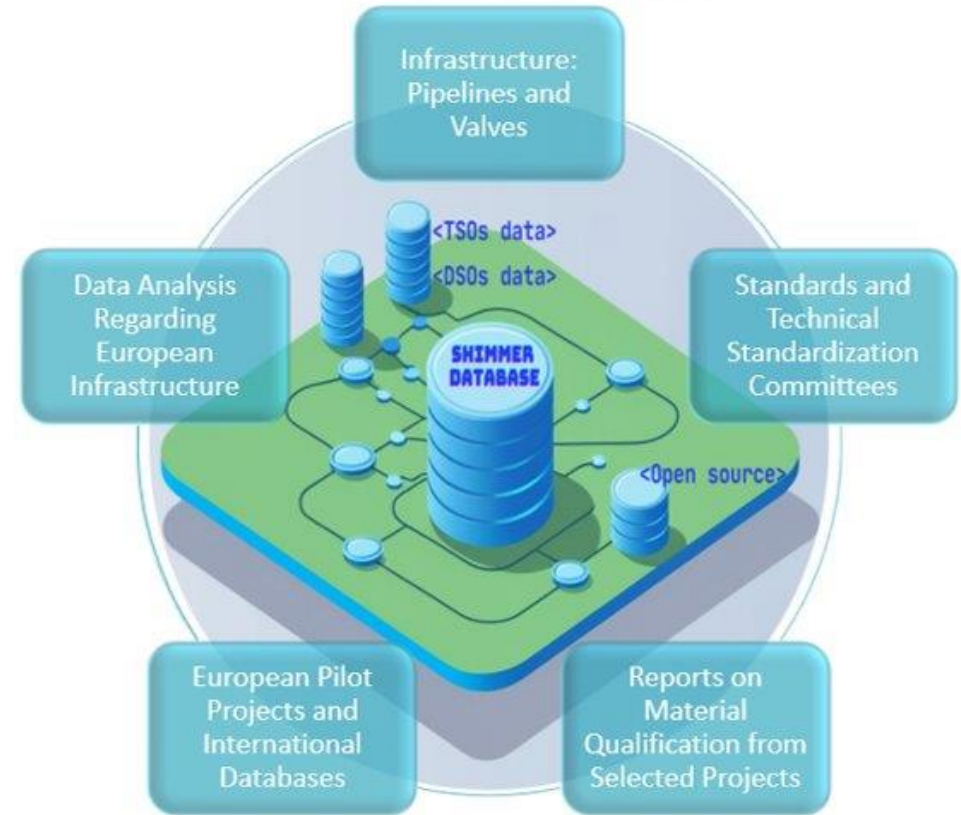 Infrastructure:
Pipelines and
Valves
<TSOs data>
<DSOs data>
Data Analysis
Regarding
European
Infrastructure
Standards and
Technical
Standardization
Committees
SHIMMER
DATABASE
<Open source>
European Pilot
Projects and
International
Databases
Reports on
Material
Qualification from
Selected Projects